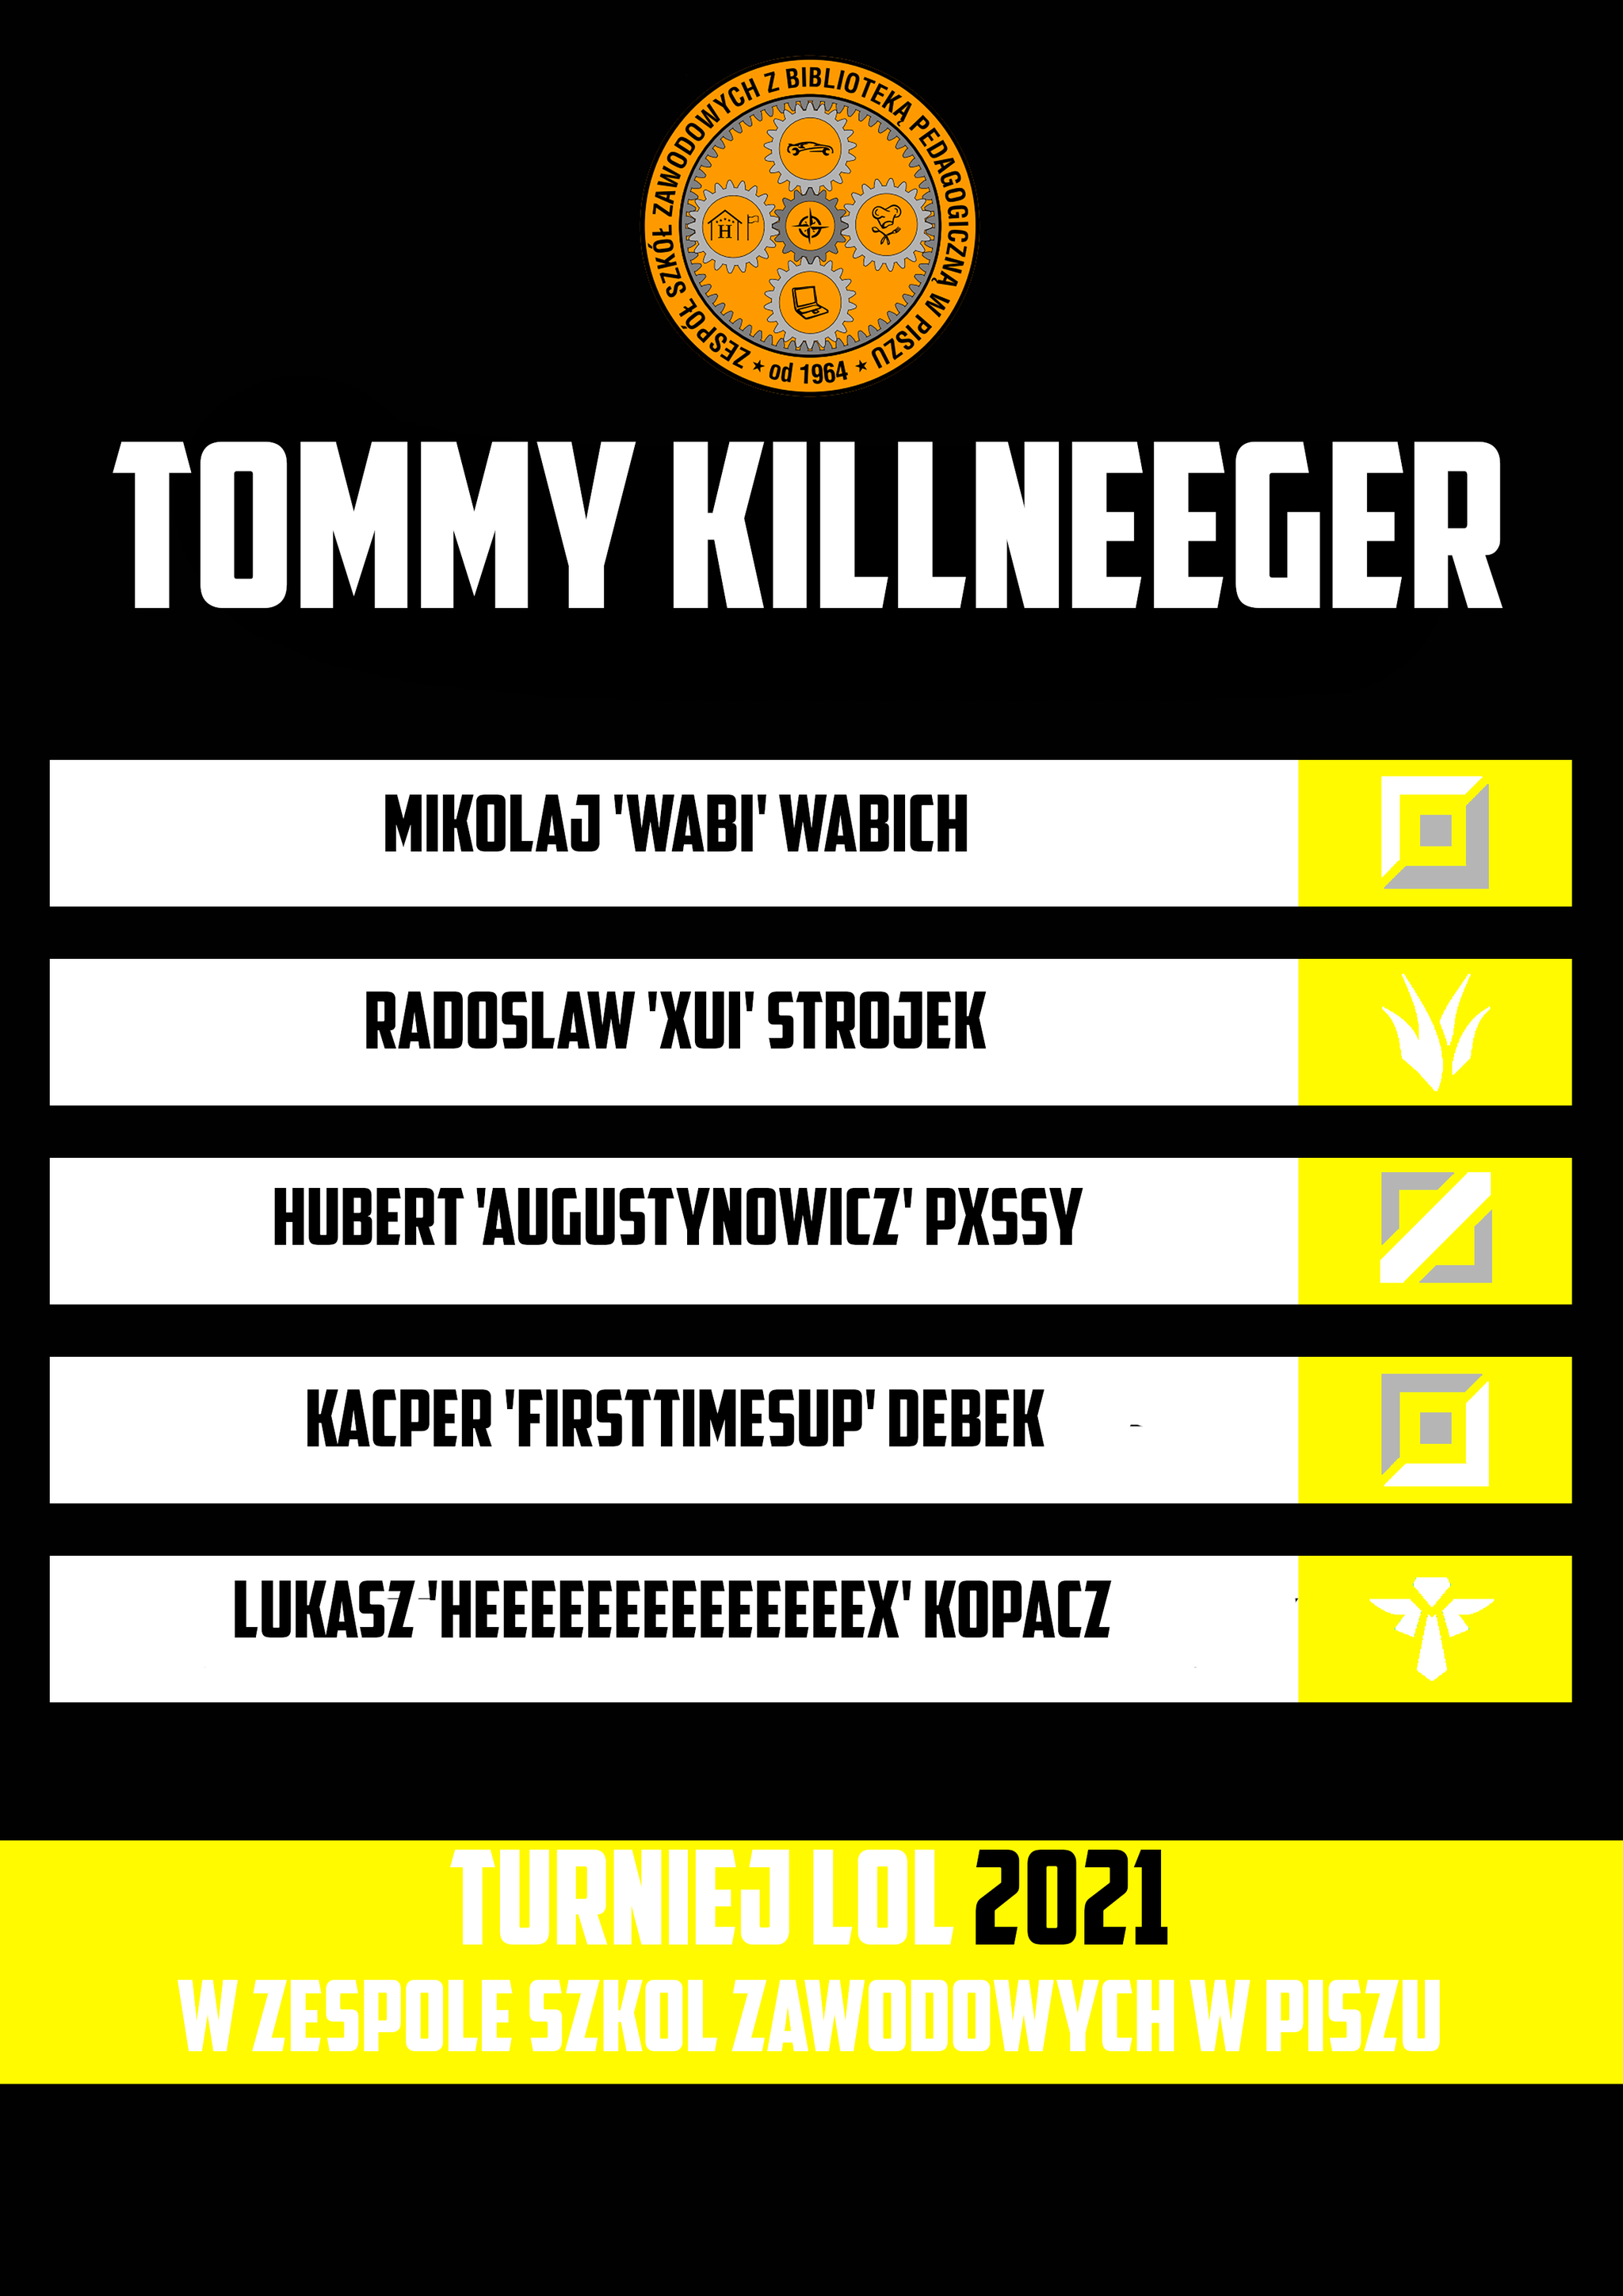 ZESPÓŁ SZKÓŁ ZAWODOWYCH Z BIBLIOTEKĄ PEDAGOGICZNĄ W PISZU
★ od 1964 ★
H
TOMMY KILLNEEGER
MIKOLAJ 'WABI' WABICH
RADOSLAW 'XUI' STROJEK
HUBERT 'AUGUSTYNOWICZ' PXSSY
KACPER 'FIRSTTIMESUP' DEBEK
LUKASZ 'HEEEEEEEEEEEEEEX' KOPACZ
TURNIEJ LOL 2021
W ZESPOLE SZKOL ZAWODOWYCH W PISZU